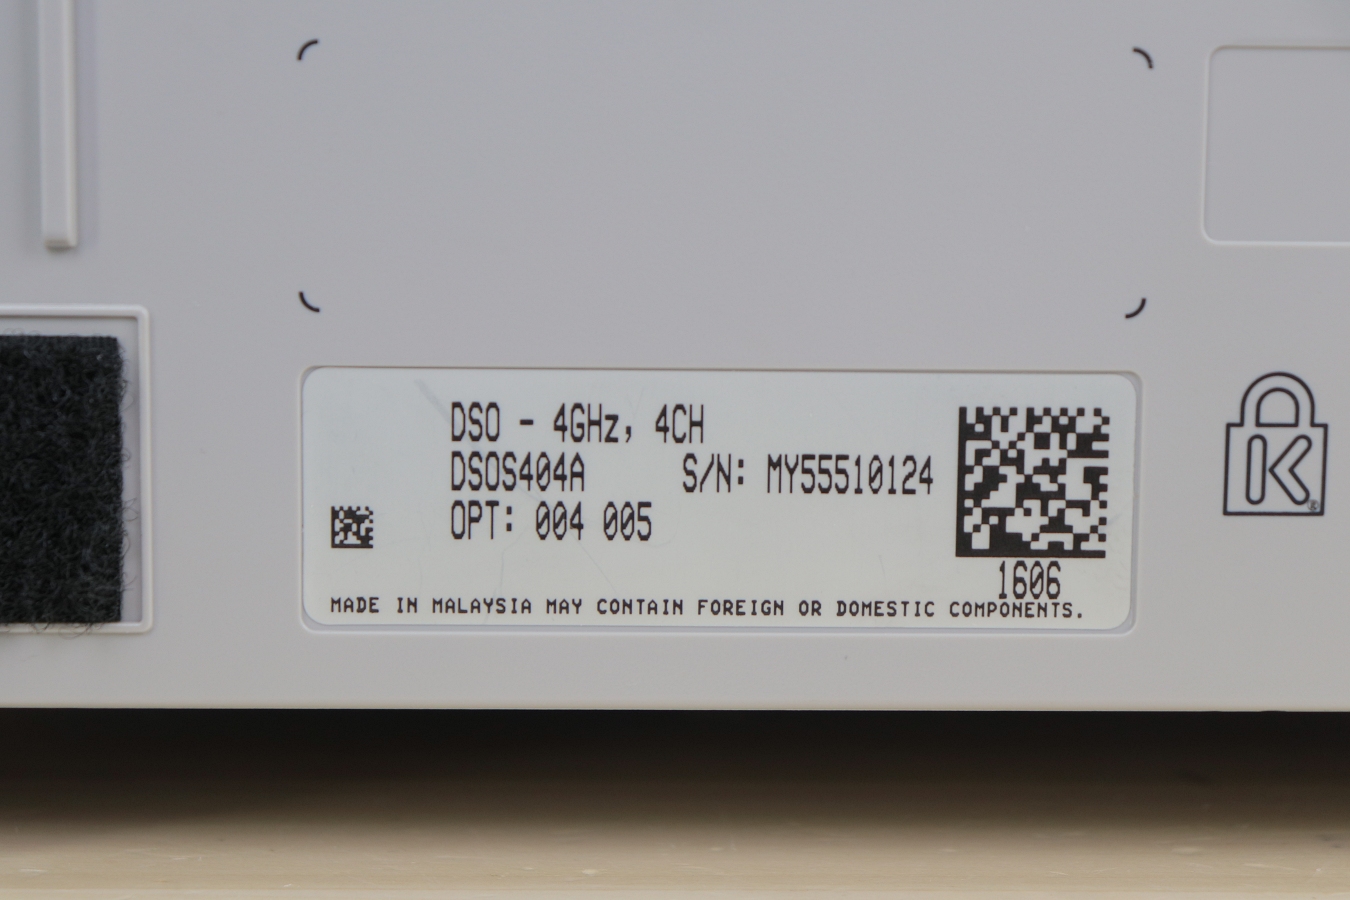 DSO - 4GHz, 4CH
DSOS404A S/N: MY55510124
OPT: 004 005
1606
MADE IN MALAYSIA MAY CONTAIN FOREIGN OR DOMESTIC COMPONENTS.
K
®